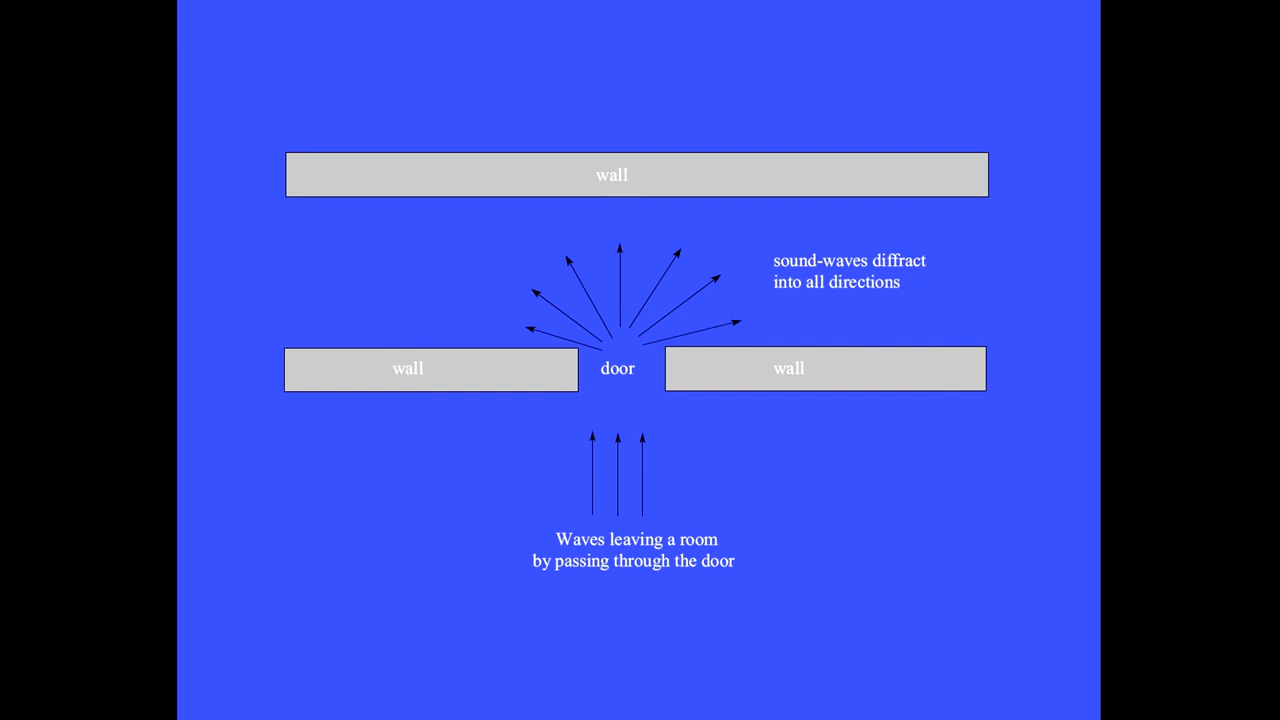 wall
sound-waves diffract
into all directions
wall
door
wall
Waves leaving a room
by passing through the door